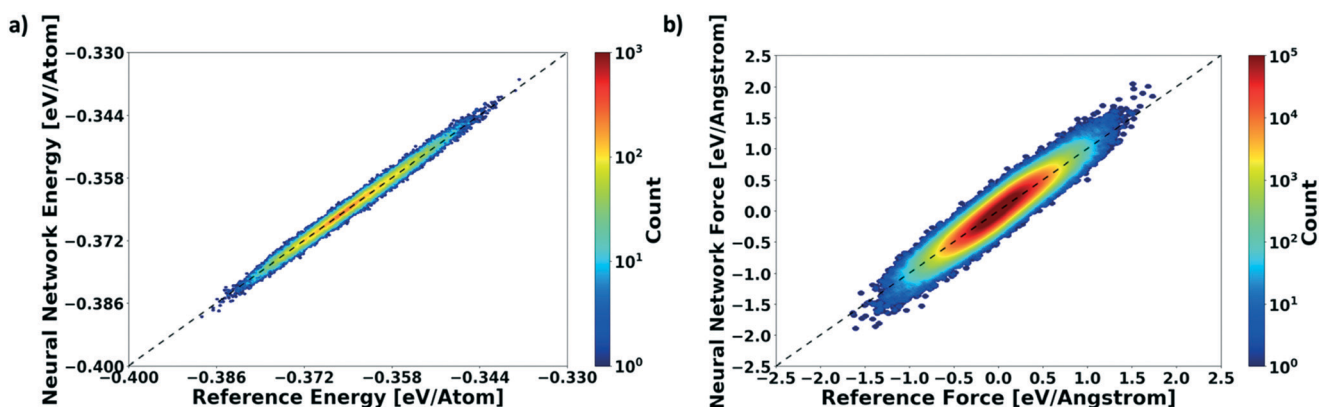 a)
Neural Network Energy [eV/Atom]
−0.330
−0.344
−0.358
−0.372
−0.386
−0.400
−0.400 −0.386 −0.372 −0.358 −0.344 −0.330
Reference Energy [eV/Atom]
10³
10²
10¹
10⁰
Count
b)
Neural Network Force [eV/Angstrom]
2.5
2.0
1.5
1.0
0.5
0.0
−0.5
−1.0
−1.5
−2.0
−2.5
−2.5 −2.0 −1.5 −1.0 −0.5 0.0 0.5 1.0 1.5 2.0 2.5
Reference Force [eV/Angstrom]
10⁵
10⁴
10³
10²
10¹
10⁰
Count